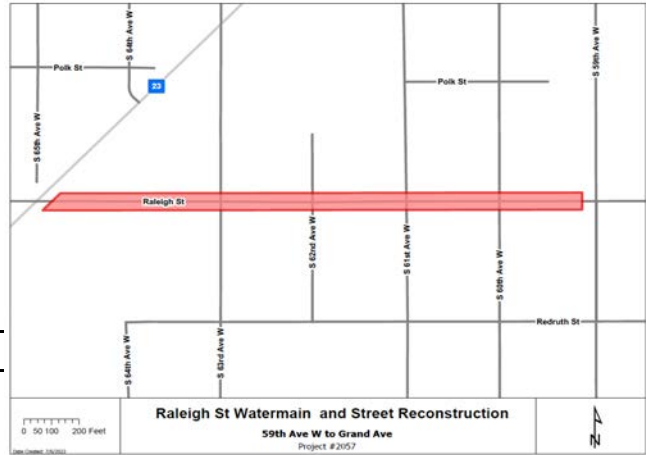 S 65th Ave W
S 64th Ave W
Polk St
23
Polk St
S 59th Ave W
Raleigh St
S 62nd Ave W
S 61st Ave W
S 60th Ave W
Redruth St
S 64th Ave W
S 63rd Ave W
0 50 100 200 Feet
Raleigh St Watermain and Street Reconstruction
59th Ave W to Grand Ave
Project #2057
N